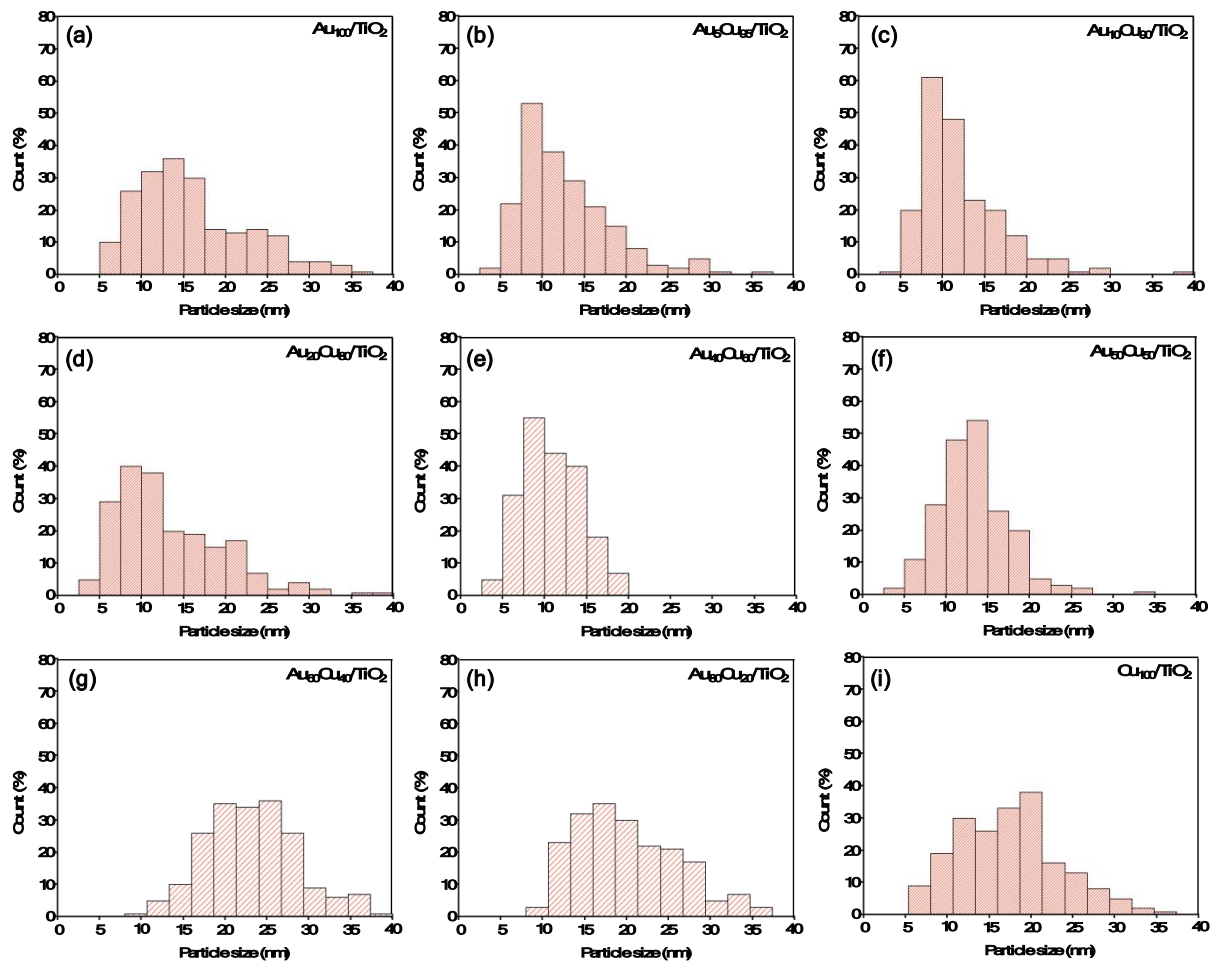 (a) Au₁₀₀/TiO₂
80
70
60
50
40
30
20
10
0
Count (%)
0 5 10 15 20 25 30 35 40
Particle size (nm)
(b) Au₅Cu₉₅/TiO₂
80
70
60
50
40
30
20
10
0
Count (%)
0 5 10 15 20 25 30 35 40
Particle size (nm)
(c) Au₁₀Cu₉₀/TiO₂
80
70
60
50
40
30
20
10
0
Count (%)
0 5 10 15 20 25 30 35 40
Particle size (nm)
(d) Au₂₀Cu₈₀/TiO₂
80
70
60
50
40
30
20
10
0
Count (%)
0 5 10 15 20 25 30 35 40
Particle size (nm)
(e) Au₄₀Cu₆₀/TiO₂
80
70
60
50
40
30
20
10
0
Count (%)
0 5 10 15 20 25 30 35 40
Particle size (nm)
(f) Au₅₀Cu₅₀/TiO₂
80
70
60
50
40
30
20
10
0
Count (%)
0 5 10 15 20 25 30 35 40
Particle size (nm)
(g) Au₆₀Cu₄₀/TiO₂
80
70
60
50
40
30
20
10
0
Count (%)
0 5 10 15 20 25 30 35 40
Particle size (nm)
(h) Au₈₀Cu₂₀/TiO₂
80
70
60
50
40
30
20
10
0
Count (%)
0 5 10 15 20 25 30 35 40
Particle size (nm)
(i) Cu₁₀₀/TiO₂
80
70
60
50
40
30
20
10
0
Count (%)
0 5 10 15 20 25 30 35 40
Particle size (nm)